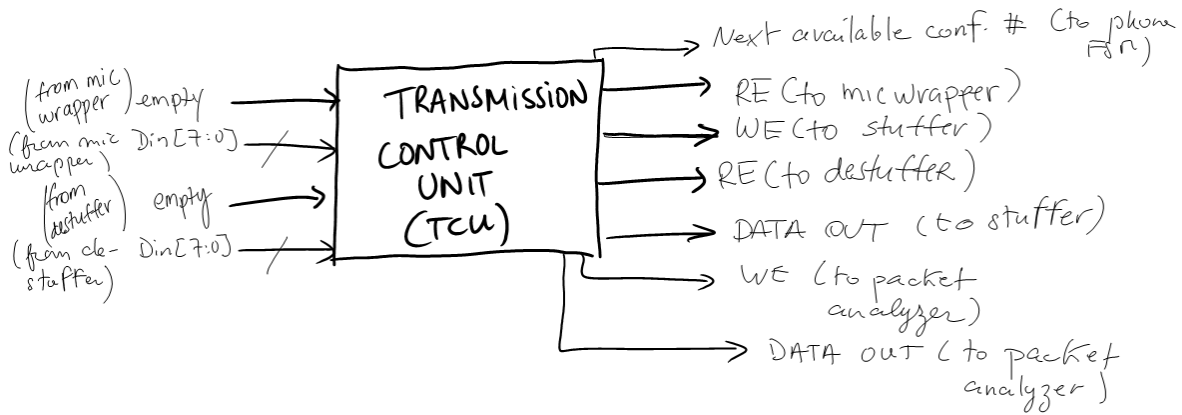 (from mic
wrapper) empty
(from mic Din[7:0]
wrapper)
(from
destuffer) empty
(from de- Din[7:0]
stuffer)
TRANSMISSION
CONTROL
UNIT
(TCU)
Next available conf. # (to phone
FSM)
RE (to mic wrapper)
WE (to stuffer)
RE (to destuffer)
DATA OUT (to stuffer)
WE (to packet
analyzer)
DATA OUT (to packet
analyzer)